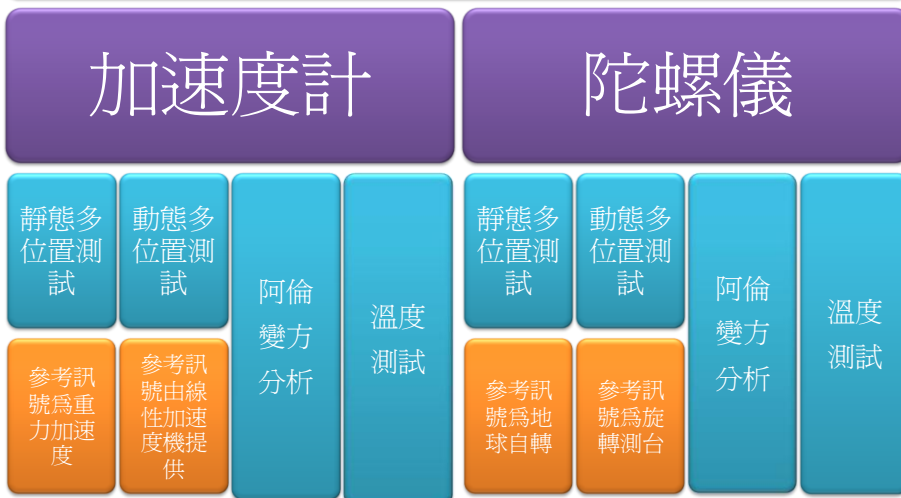 加速度計
陀螺儀
靜態多
位置測
試
動態多
位置測
試
阿倫
變方
分析
溫度
測試
參考訊
號爲重
力加速
度
參考訊
號由線
性加速
度機提
供
靜態多
位置測
試
動態多
位置測
試
阿倫
變方
分析
溫度
測試
參考訊
號爲地
球自轉
參考訊
號爲旋
轉測台